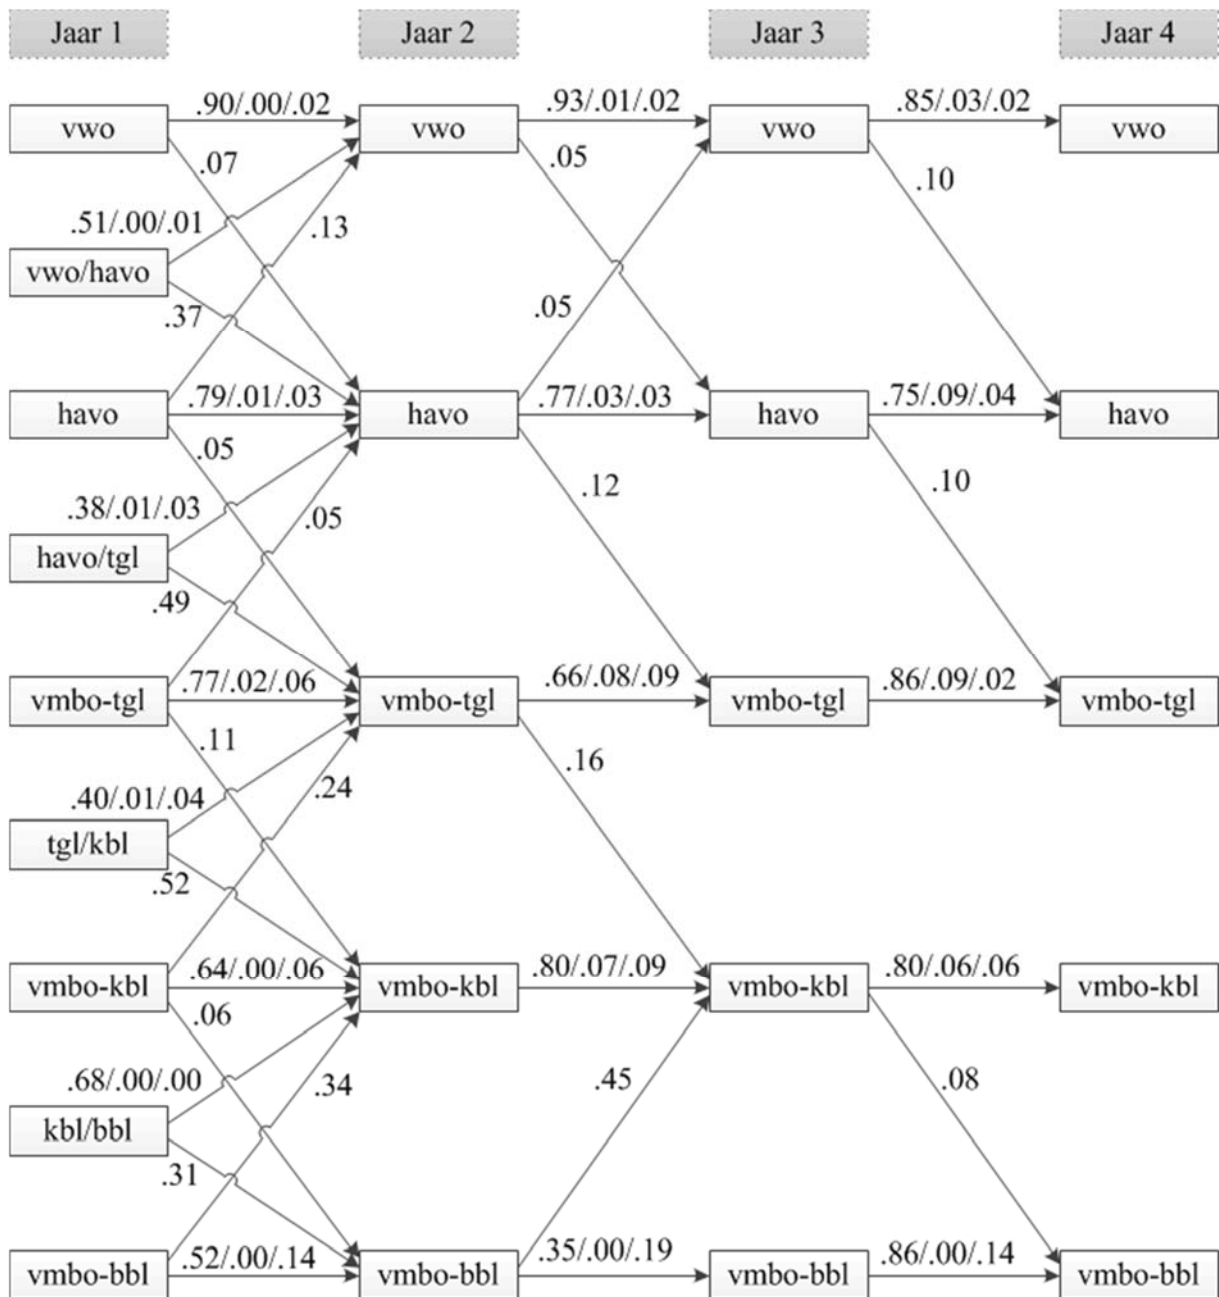 Jaar 1 Jaar 2 Jaar 3 Jaar 4
.90/.00/.02 .93/.01/.02 .85/.03/.02
vwo vwo vwo vwo
.07 .05 .10
.51/.00/.01 .13
vwo/havo
.37 .05
.79/.01/.03 .77/.03/.03 .75/.09/.04
havo havo havo havo
.05 .12 .10
.38/.01/.03 .05
havo/tgl
.49
.77/.02/.06 .66/.08/.09 .86/.09/.02
vmbo-tgl vmbo-tgl vmbo-tgl vmbo-tgl
.11 .16
.40/.01/.04 .24
tgl/kbl
.52
.64/.00/.06 .80/.07/.09 .80/.06/.06
vmbo-kbl vmbo-kbl vmbo-kbl vmbo-kbl
.06
.68/.00/.00 .34 .45 .08
kbl/bbl
.31
.52/.00/.14 .35/.00/.19 .86/.00/.14
vmbo-bbl vmbo-bbl vmbo-bbl vmbo-bbl